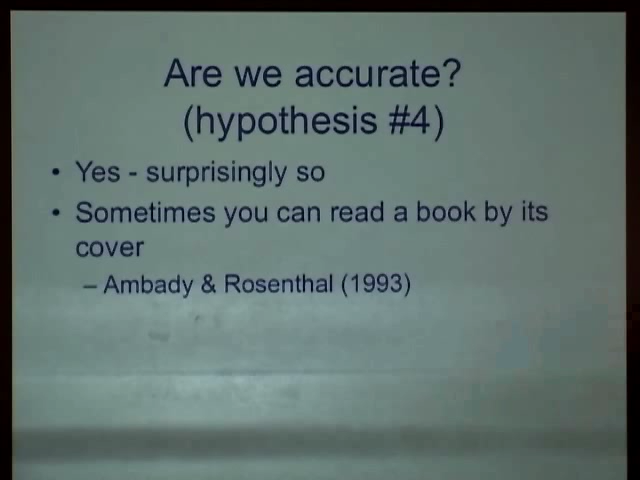 Are we accurate?
(hypothesis #4)
• Yes - surprisingly so
• Sometimes you can read a book by its
cover
– Ambady & Rosenthal (1993)